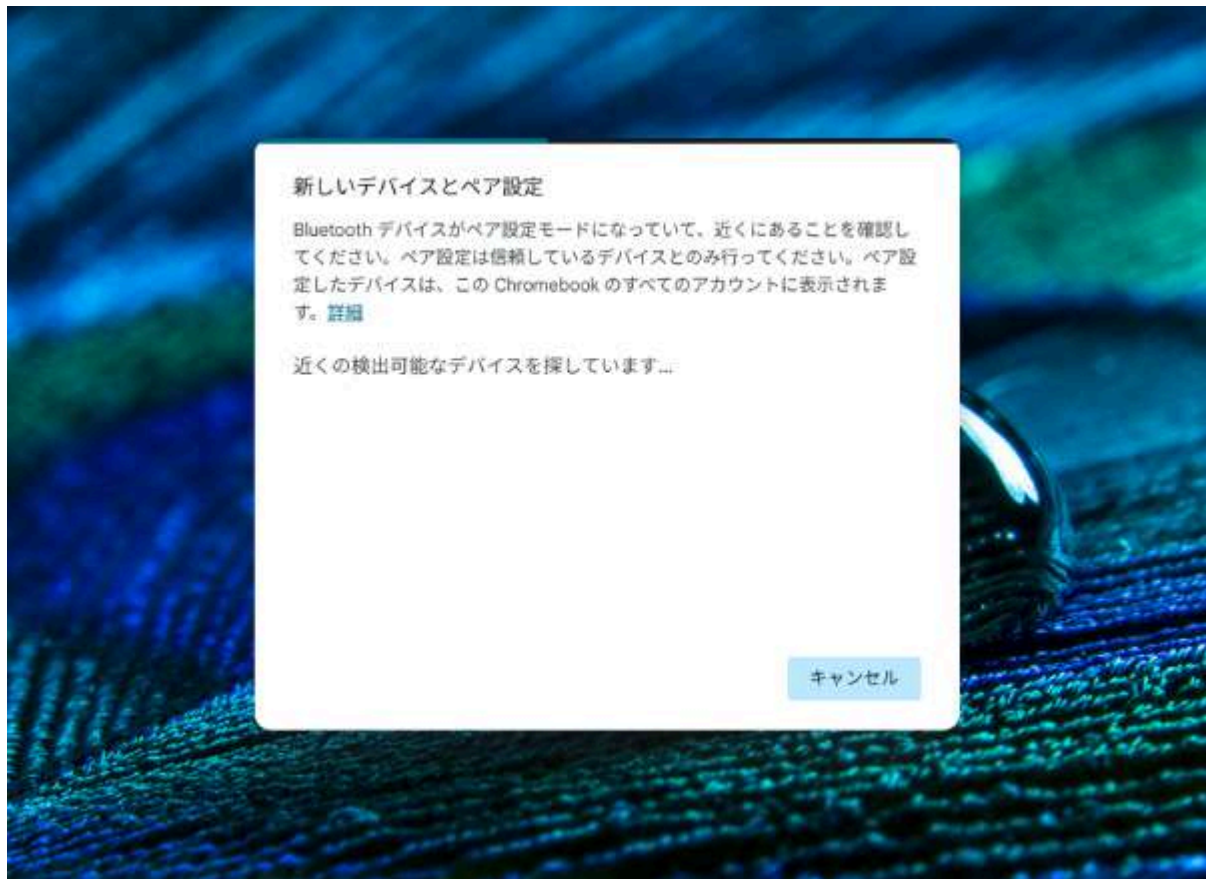 新しいデバイスとペア設定
Bluetooth デバイスがペア設定モードになっていて、近くにあることを確認し
てください。ペア設定は信頼しているデバイスとのみ行ってください。ペア設
定したデバイスは、この Chromebook のすべてのアカウントに表示されま
す。詳細
近くの検出可能なデバイスを探しています...
キャンセル